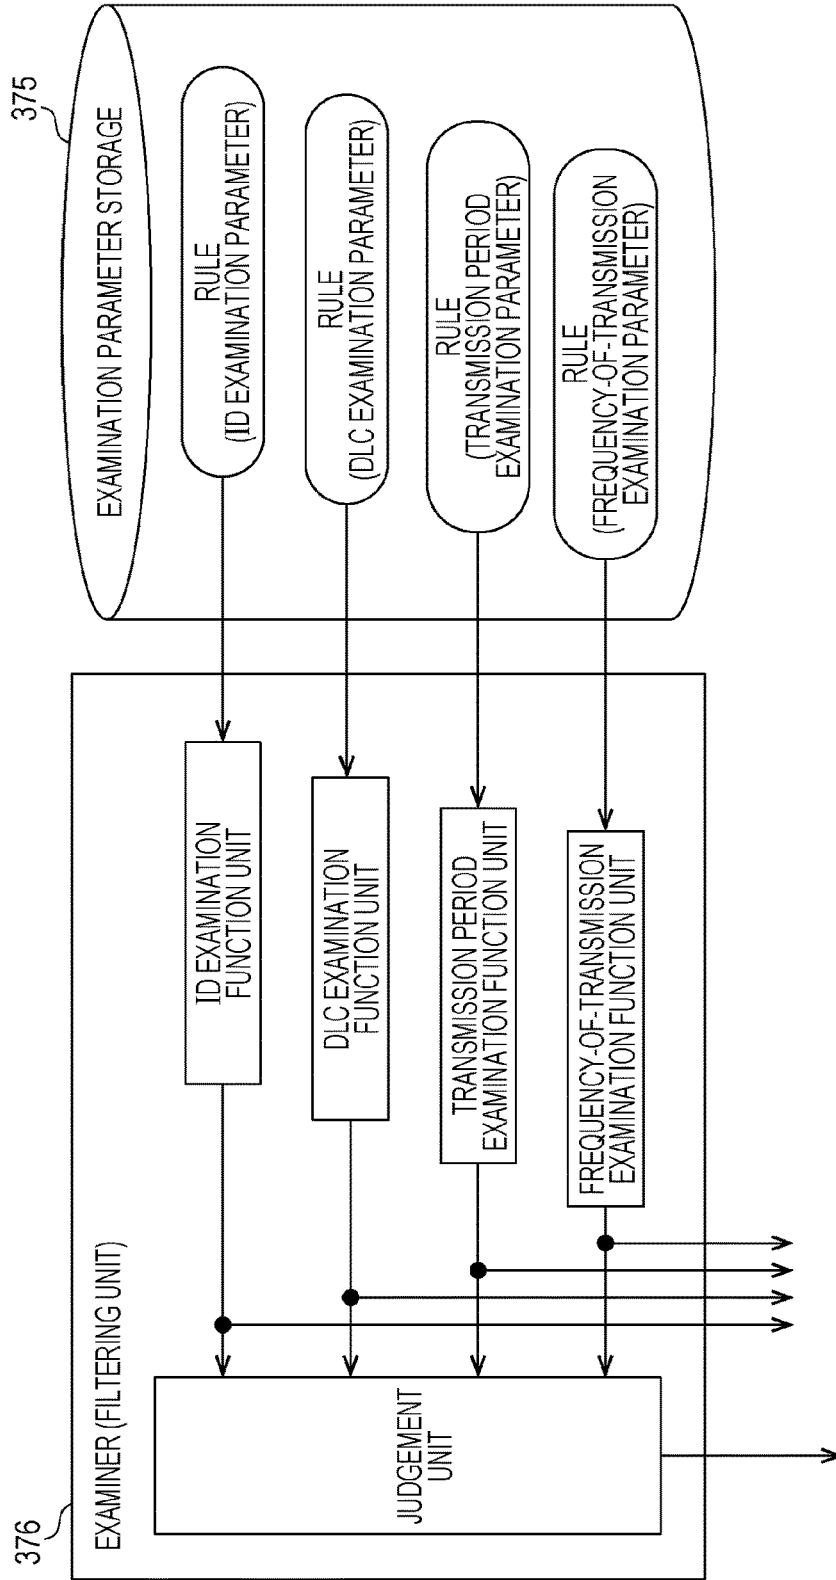 376
EXAMINER (FILTERING UNIT)
JUDGEMENT
UNIT
ID EXAMINATION
FUNCTION UNIT
DLC EXAMINATION
FUNCTION UNIT
TRANSMISSION PERIOD
EXAMINATION FUNCTION UNIT
FREQUENCY-OF-TRANSMISSION
EXAMINATION FUNCTION UNIT
375
EXAMINATION PARAMETER STORAGE
RULE
(ID EXAMINATION PARAMETER)
RULE
(DLC EXAMINATION PARAMETER)
RULE
(TRANSMISSION PERIOD
EXAMINATION PARAMETER)
RULE
(FREQUENCY-OF-TRANSMISSION
EXAMINATION PARAMETER)